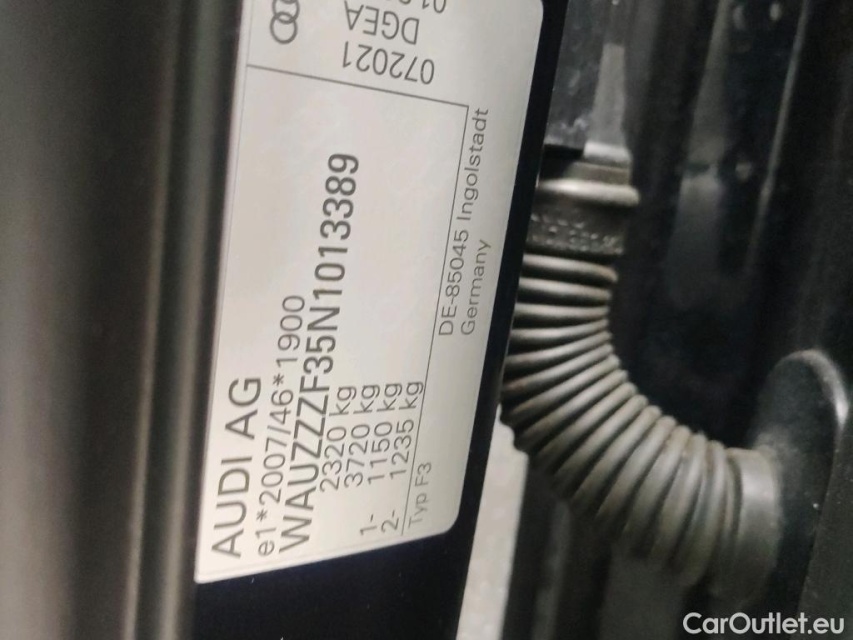 AUDI AG
e1*2007/46*1900
WAUZZZF35N1013389
2320 kg
3720 kg
1- 1150 kg
2- 1235 kg
Typ F3
DE-85045 Ingolstadt
Germany
072021
DGEA
CarOutlet.eu